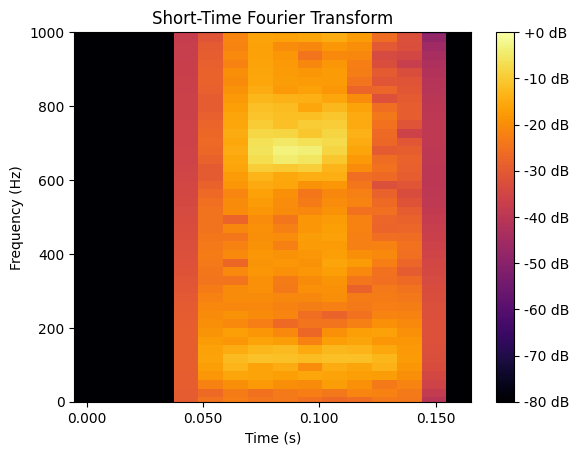 Short-Time Fourier Transform
1000
800
600
400
200
0
Frequency (Hz)
0.000
0.050
0.100
0.150
Time (s)
+0 dB
-10 dB
-20 dB
-30 dB
-40 dB
-50 dB
-60 dB
-70 dB
-80 dB